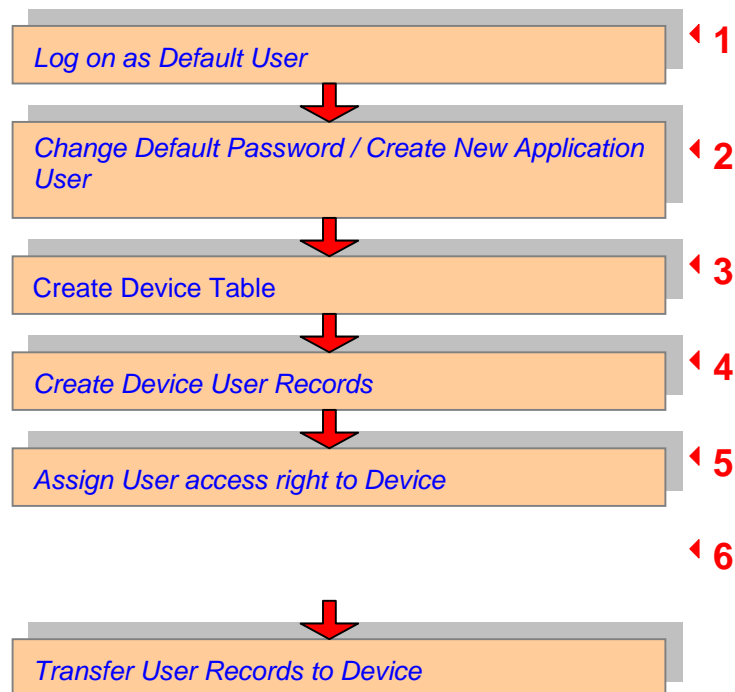 Log on as Default User
1
Change Default Password / Create New Application
User
2
Create Device Table
3
Create Device User Records
4
Assign User access right to Device
5
6
Transfer User Records to Device